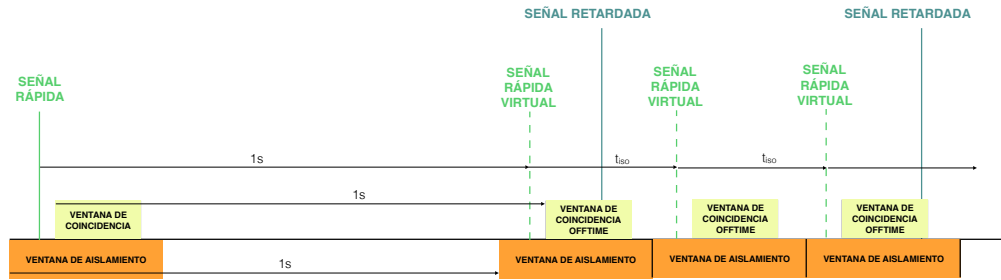 SEÑAL RETARDADA
SEÑAL RETARDADA
SEÑAL
RÁPIDA
SEÑAL
RÁPIDA
VIRTUAL
SEÑAL
RÁPIDA
VIRTUAL
SEÑAL
RÁPIDA
VIRTUAL
1s
tiso
tiso
1s
VENTANA DE
COINCIDENCIA
VENTANA DE
COINCIDENCIA
OFFTIME
VENTANA DE
COINCIDENCIA
OFFTIME
VENTANA DE
COINCIDENCIA
OFFTIME
VENTANA DE AISLAMIENTO
VENTANA DE AISLAMIENTO
VENTANA DE AISLAMIENTO
VENTANA DE AISLAMIENTO
1s